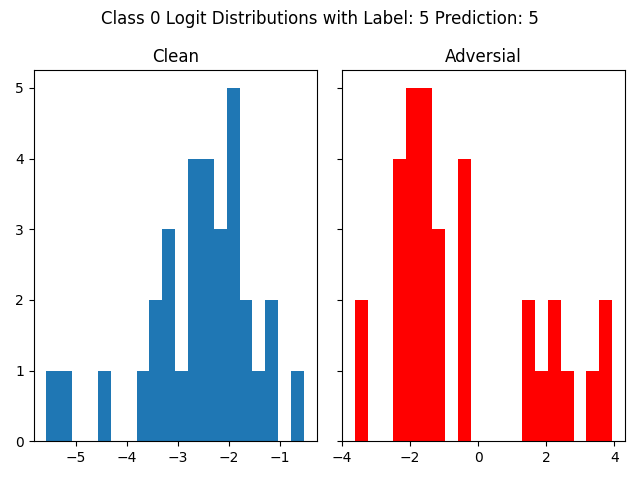 Class 0 Logit Distributions with Label: 5 Prediction: 5
Clean
Adversial
5
4
3
2
1
0
−5 −4 −3 −2 −1
−4 −2 0 2 4